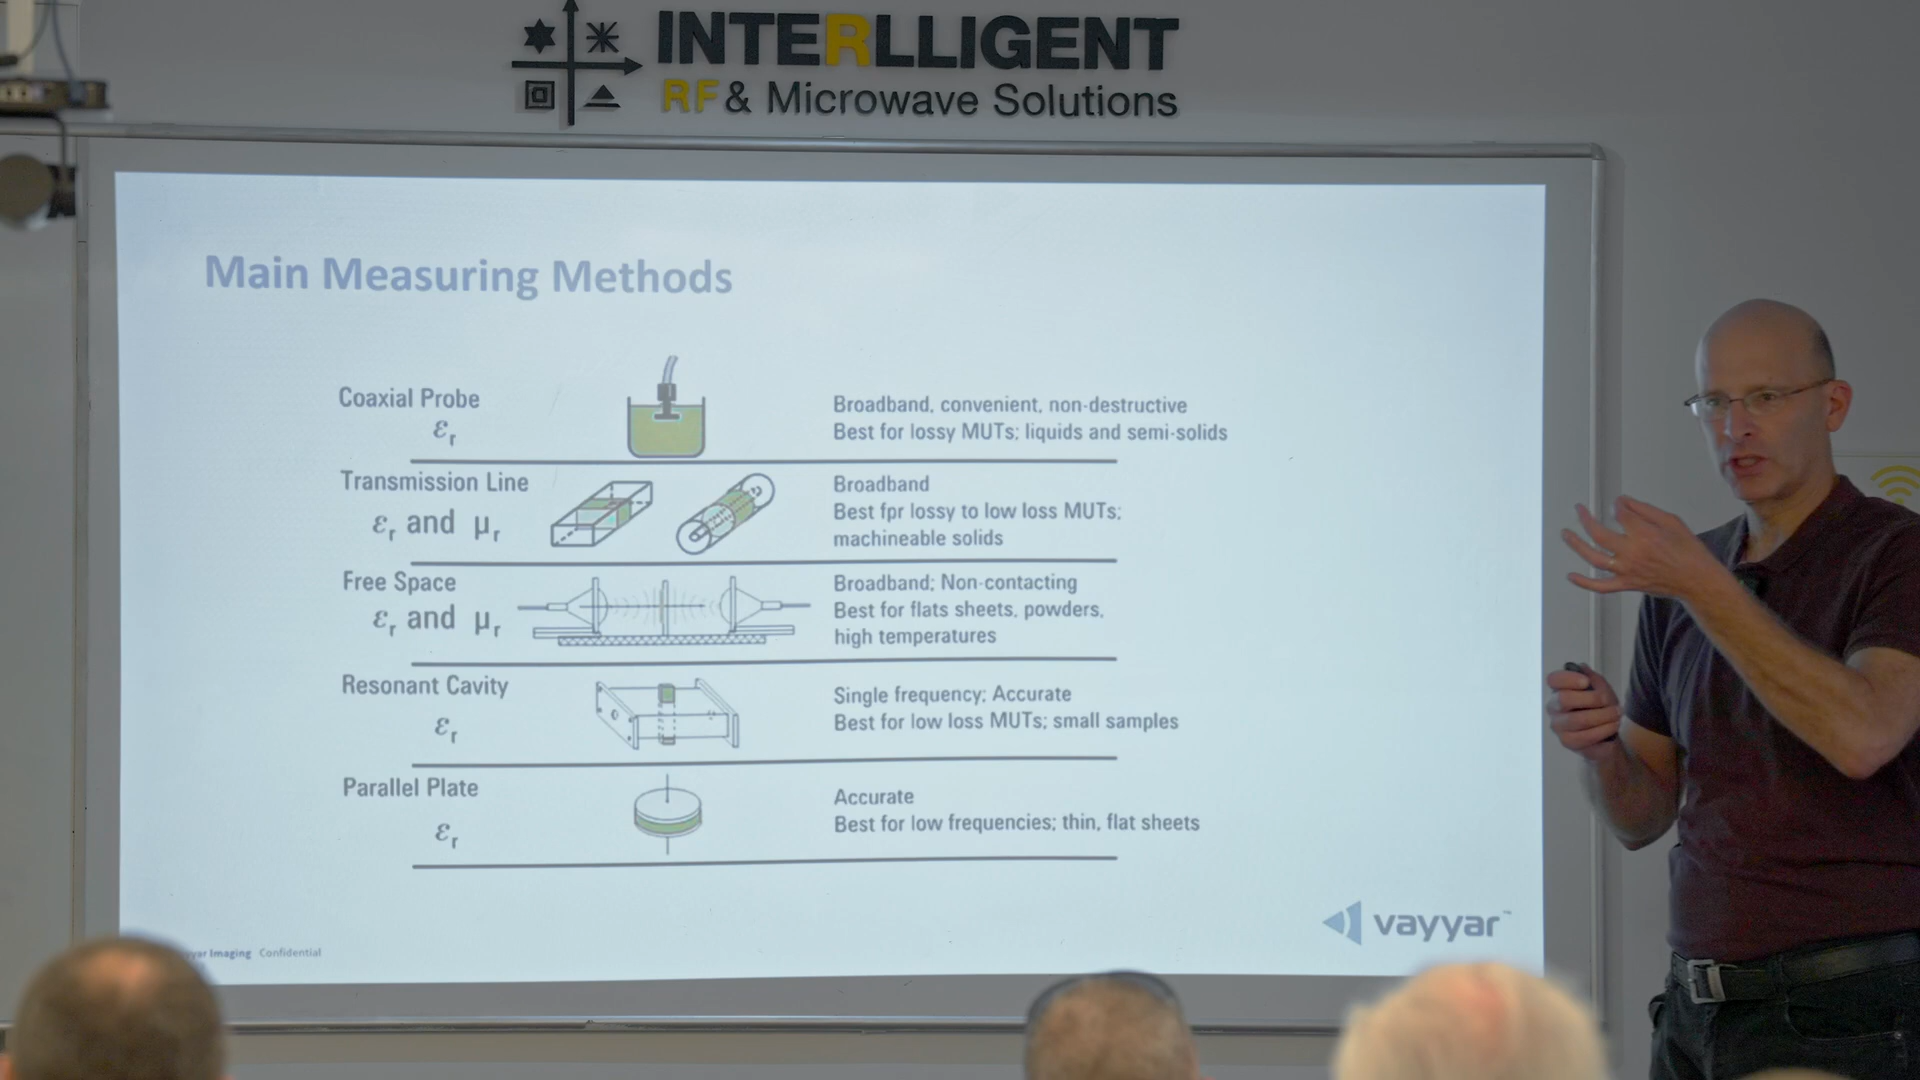 INTERLLIGENT
RF & Microwave Solutions
Main Measuring Methods
Coaxial Probe
εr
Broadband, convenient, non-destructive
Best for lossy MUTs; liquids and semi-solids
Transmission Line
εr and μr
Broadband
Best fpr lossy to low loss MUTs;
machineable solids
Free Space
εr and μr
Broadband; Non-contacting
Best for flats sheets, powders,
high temperatures
Resonant Cavity
εr
Single frequency; Accurate
Best for low loss MUTs; small samples
Parallel Plate
εr
Accurate
Best for low frequencies; thin, flat sheets
Imaging Confidential
vayyar™